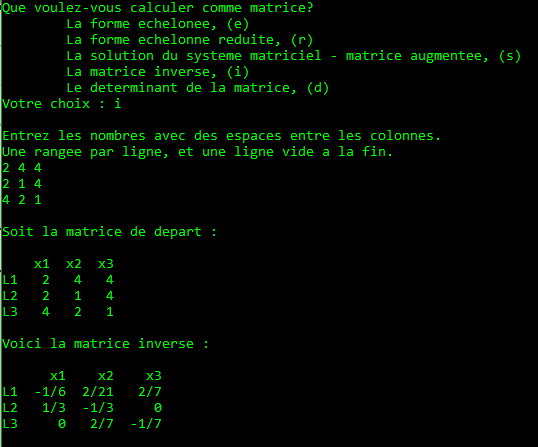 Que voulez-vous calculer comme matrice?
La forme echelonee, (e)
La forme echelonne reduite, (r)
La solution du systeme matriciel - matrice augmentee, (s)
La matrice inverse, (i)
Le determinant de la matrice, (d)
Votre choix : i
Entrez les nombres avec des espaces entre les colonnes.
Une rangee par ligne, et une ligne vide a la fin.
2 4 4
2 1 4
4 2 1
Soit la matrice de depart :
x1 x2 x3
L1 2 4 4
L2 2 1 4
L3 4 2 1
Voici la matrice inverse :
x1 x2 x3
L1 -1/6 2/21 2/7
L2 1/3 -1/3 0
L3 0 2/7 -1/7